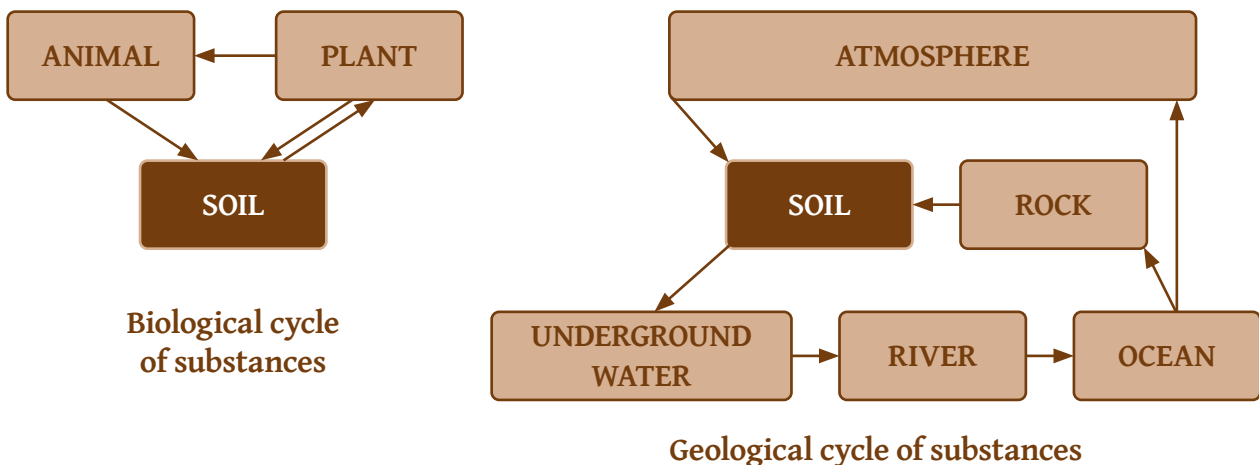 ANIMAL
PLANT
SOIL
Biological cycle
of substances
ATMOSPHERE
SOIL
ROCK
UNDERGROUND
WATER
RIVER
OCEAN
Geological cycle of substances